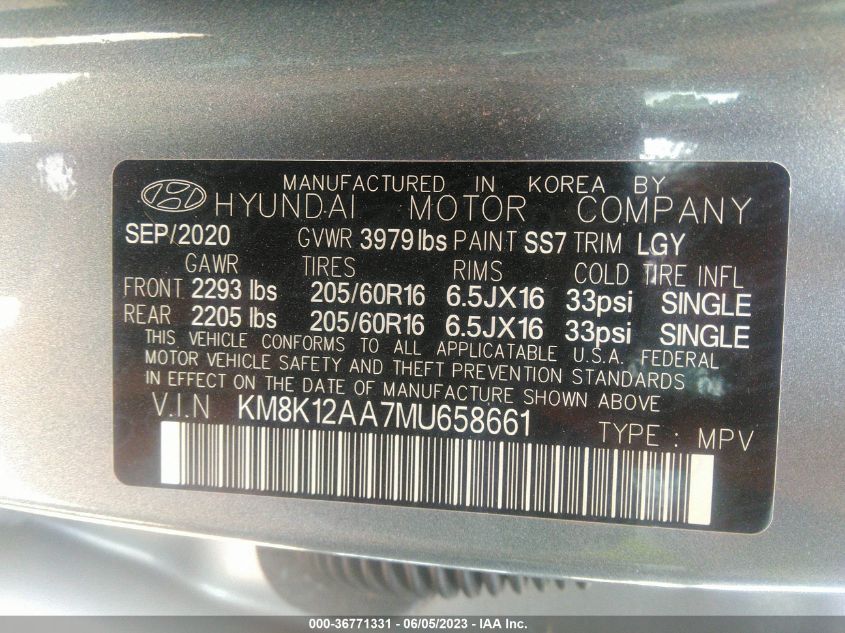 MANUFACTURED IN KOREA BY
HYUNDAI MOTOR COMPANY
SEP/2020 GVWR 3979lbs PAINT SS7 TRIM LGY
GAWR TIRES RIMS COLD TIRE INFL
FRONT 2293 lbs 205/60R16 6.5JX16 33psi SINGLE
REAR 2205 lbs 205/60R16 6.5JX16 33psi SINGLE
THIS VEHICLE CONFORMS TO ALL APPLICATABLE U.S.A. FEDERAL
MOTOR VEHICLE SAFETY AND THEFT PREVENTION STANDARDS
IN EFFECT ON THE DATE OF MANUFACTURE SHOWN ABOVE
V.I.N KM8K12AA7MU658661 TYPE : MPV
000-36771331 - 06/05/2023 - IAA Inc.